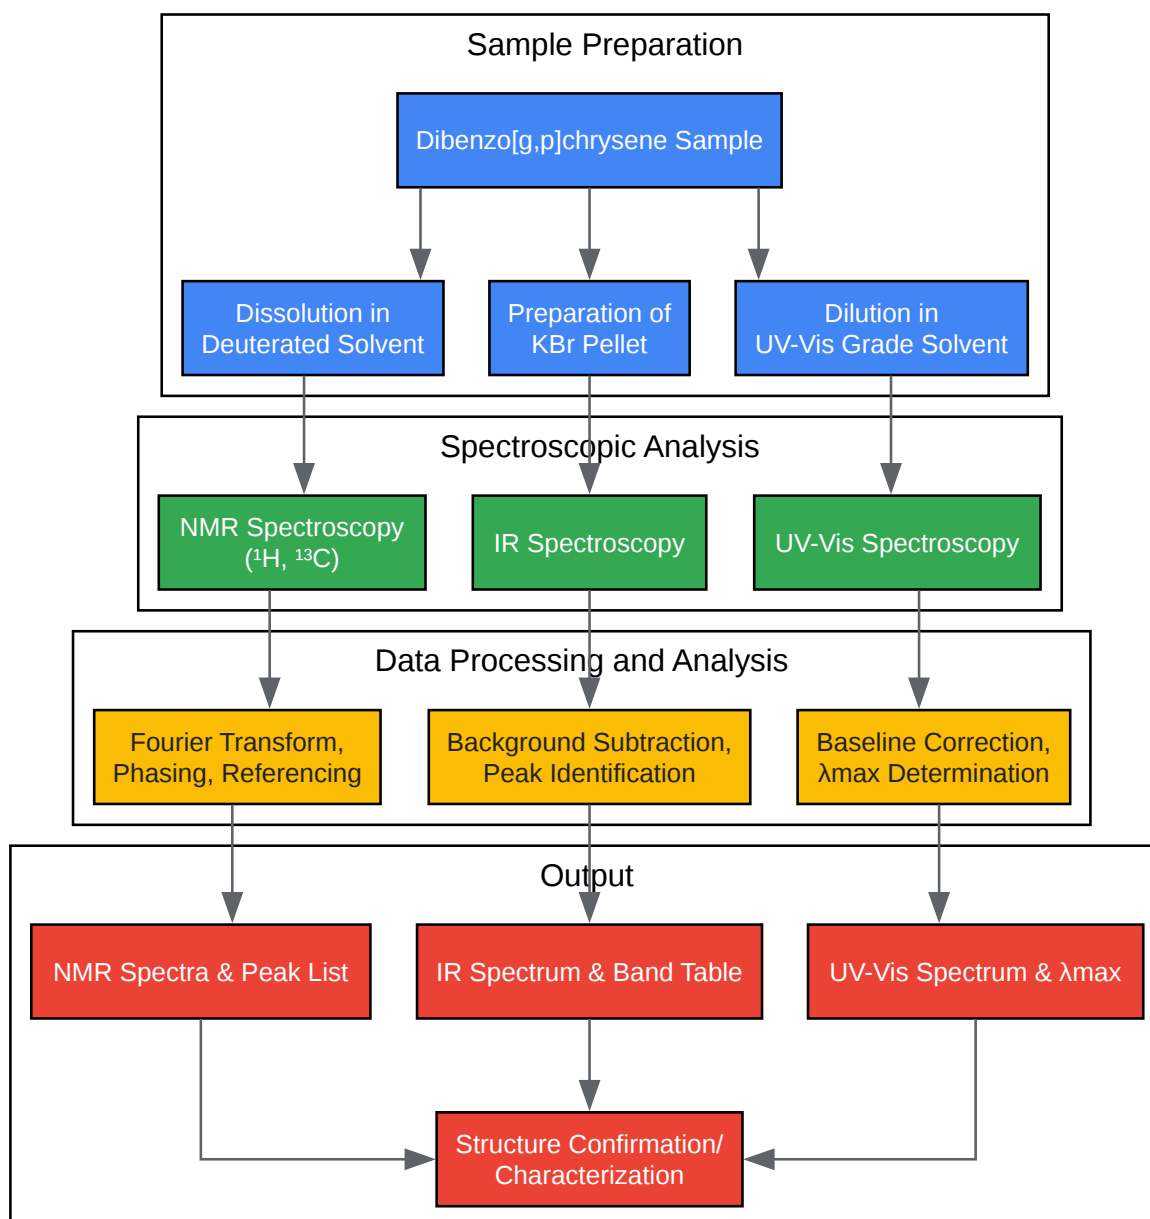 Sample Preparation
Dibenzo[g,p]chrysene Sample
Dissolution in
Deuterated Solvent
Preparation of
KBr Pellet
Dilution in
UV-Vis Grade Solvent
Spectroscopic Analysis
NMR Spectroscopy
(¹H, ¹³C)
IR Spectroscopy
UV-Vis Spectroscopy
Data Processing and Analysis
Fourier Transform,
Phasing, Referencing
Background Subtraction,
Peak Identification
Baseline Correction,
λmax Determination
Output
NMR Spectra & Peak List
IR Spectrum & Band Table
UV-Vis Spectrum & λmax
Structure Confirmation/
Characterization